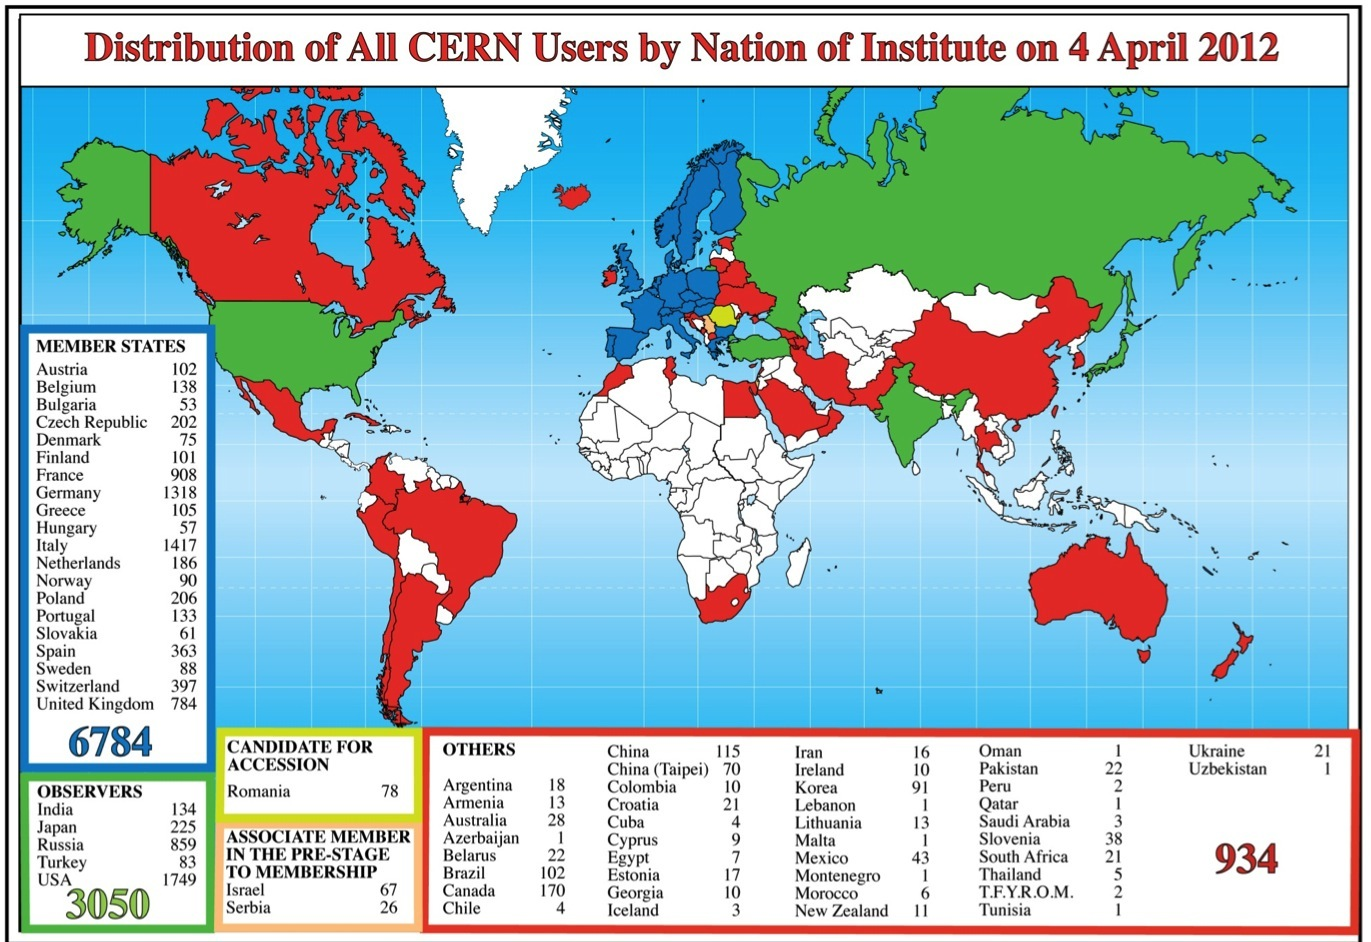 Distribution of All CERN Users by Nation of Institute on 4 April 2012
MEMBER STATES
Austria 102
Belgium 138
Bulgaria 53
Czech Republic 202
Denmark 75
Finland 101
France 908
Germany 1318
Greece 105
Hungary 57
Italy 1417
Netherlands 186
Norway 90
Poland 206
Portugal 133
Slovakia 61
Spain 363
Sweden 88
Switzerland 397
United Kingdom 784
6784
OBSERVERS
India 134
Japan 225
Russia 859
Turkey 83
USA 1749
3050
CANDIDATE FOR
ACCESSION
Romania 78
ASSOCIATE MEMBER
IN THE PRE-STAGE
TO MEMBERSHIP
Israel 67
Serbia 26
OTHERS
Argentina 18
Armenia 13
Australia 28
Azerbaijan 1
Belarus 22
Brazil 102
Canada 170
Chile 4
China 115
China (Taipei) 70
Colombia 10
Croatia 21
Cuba 4
Cyprus 9
Egypt 7
Estonia 17
Georgia 10
Iceland 3
Iran 16
Ireland 10
Korea 91
Lebanon 1
Lithuania 13
Malta 1
Mexico 43
Montenegro 1
Morocco 6
New Zealand 11
Oman 1
Pakistan 22
Peru 2
Qatar 1
Saudi Arabia 3
Slovenia 38
South Africa 21
Thailand 5
T.F.Y.R.O.M. 2
Tunisia 1
Ukraine 21
Uzbekistan 1
934